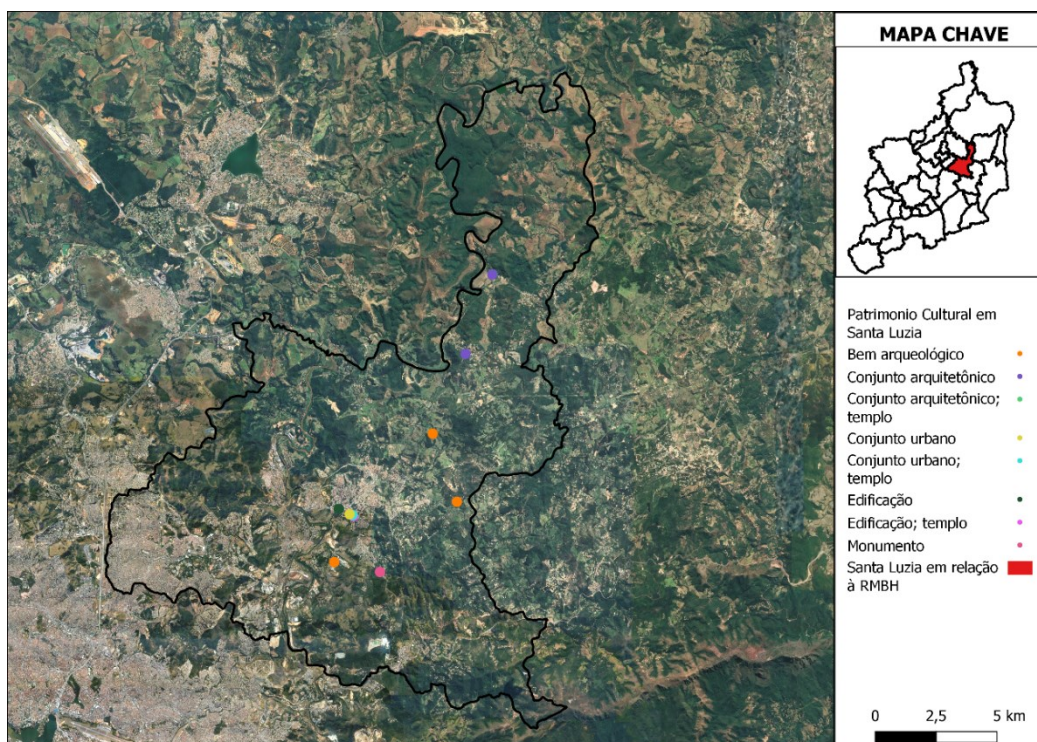 MAPA CHAVE
Patrimonio Cultural em
Santa Luzia
Bem arqueológico
Conjunto arquitetônico
Conjunto arquitetônico;
templo
Conjunto urbano
Conjunto urbano;
templo
Edificação
Edificação; templo
Monumento
Santa Luzia em relação
à RMBH
0 2,5 5 km